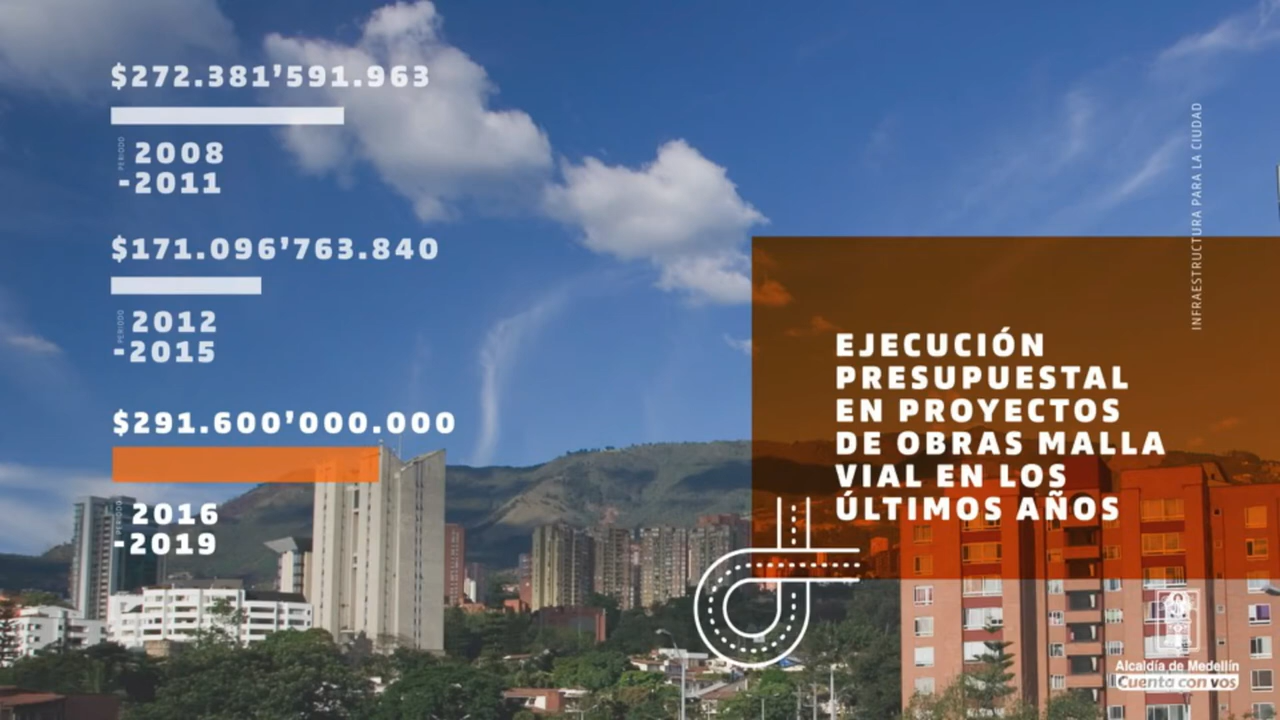 $272.381’591.963
PERIODO
2008
-2011
$171.096’763.840
PERIODO
2012
-2015
$291.600’000.000
PERIODO
2016
-2019
INFRAESTRUCTURA PARA LA CIUDAD
EJECUCIÓN
PRESUPUESTAL
EN PROYECTOS
DE OBRAS MALLA
VIAL EN LOS
ÚLTIMOS AÑOS
Alcaldía de Medellín
Cuenta con vos